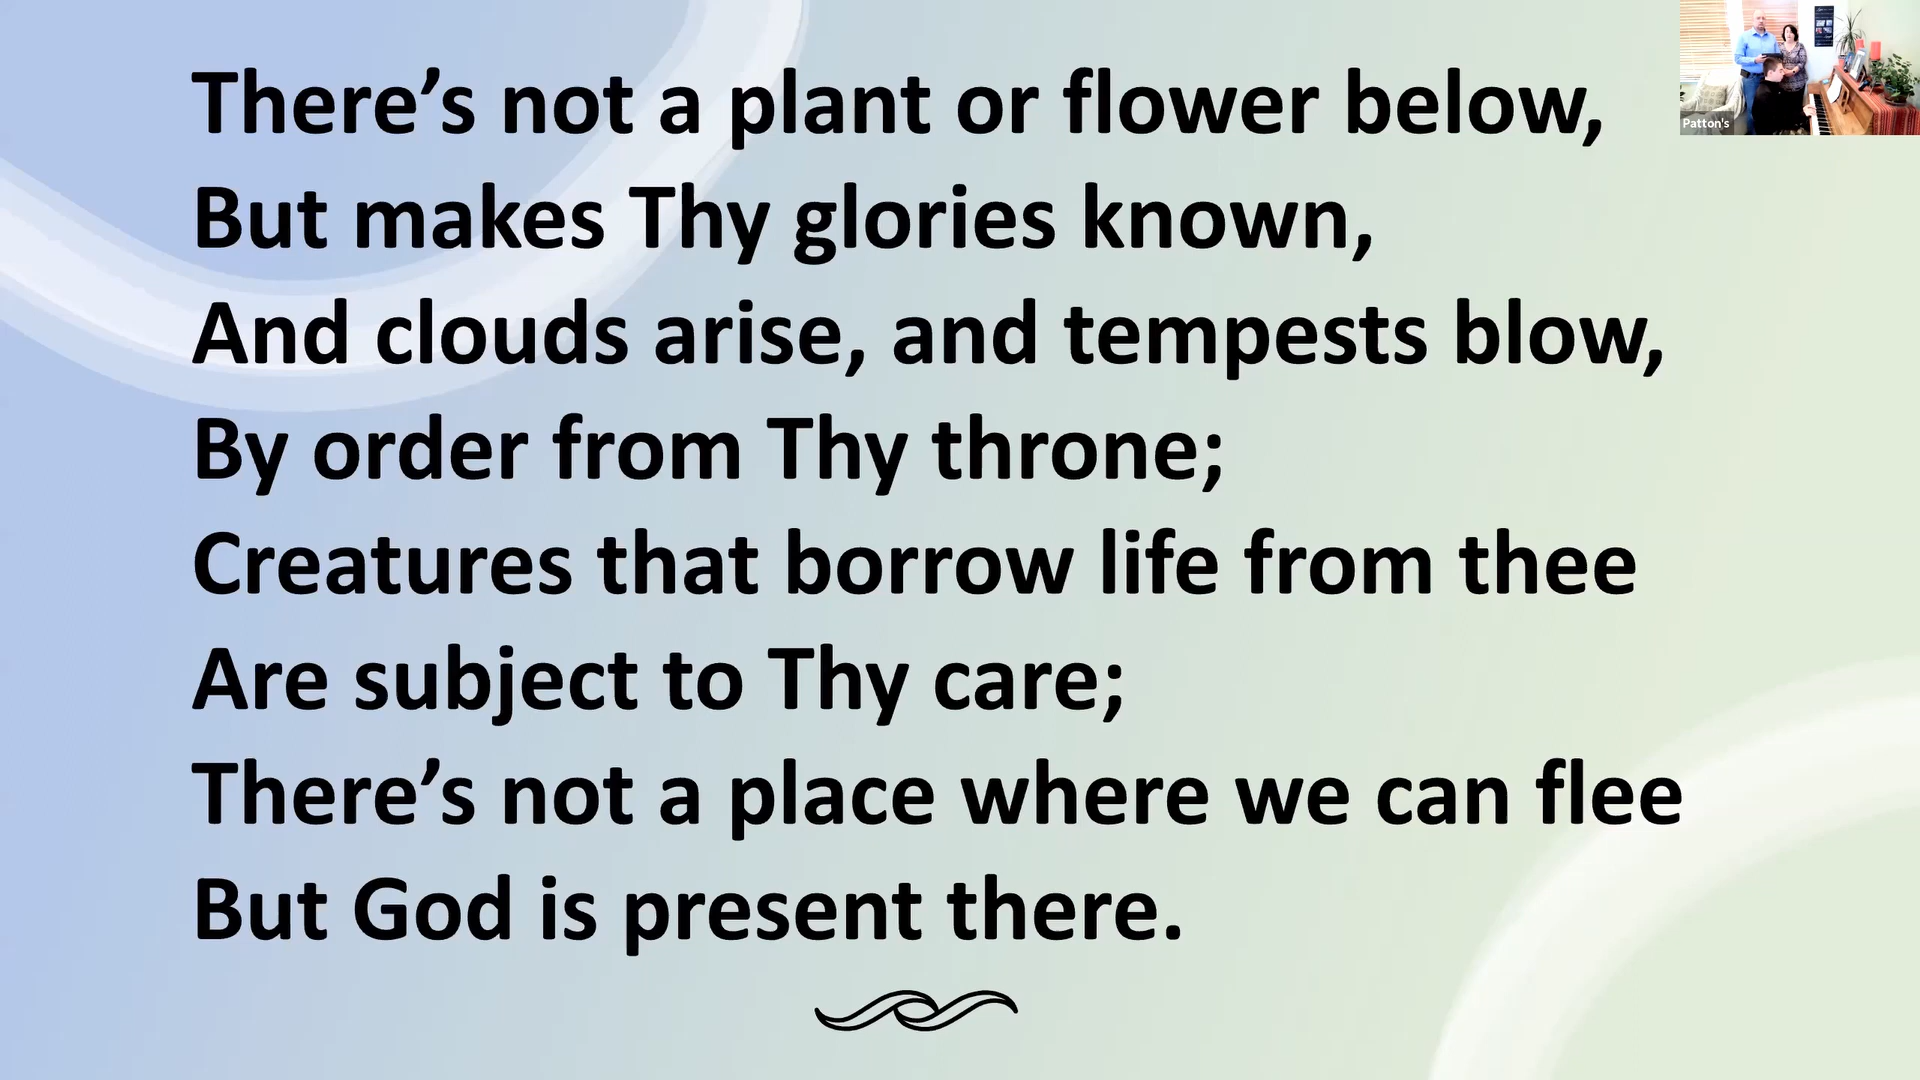 There’s not a plant or flower below,
But makes Thy glories known,
And clouds arise, and tempests blow,
By order from Thy throne;
Creatures that borrow life from thee
Are subject to Thy care;
There’s not a place where we can flee
But God is present there.
Patton's